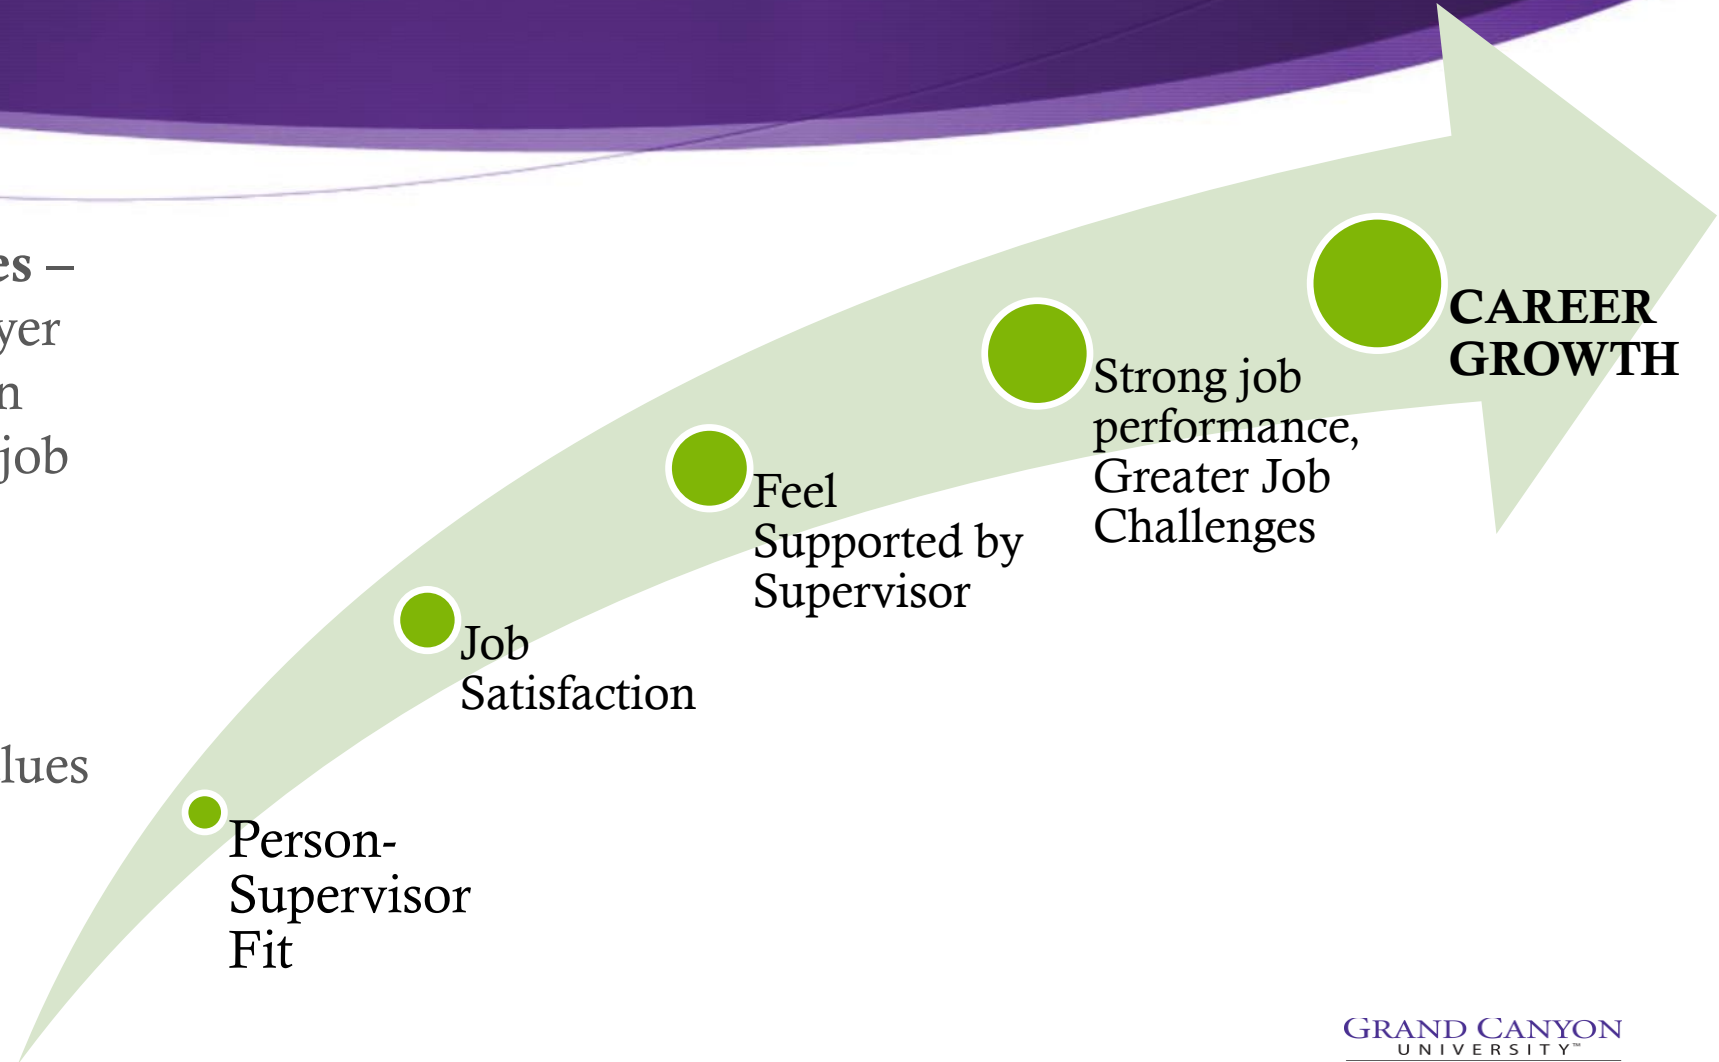 es –
yer
n
job
lues
Person-
Supervisor
Fit
Job
Satisfaction
Feel
Supported by
Supervisor
Strong job
performance,
Greater Job
Challenges
CAREER
GROWTH
GRAND CANYON
UNIVERSITY™